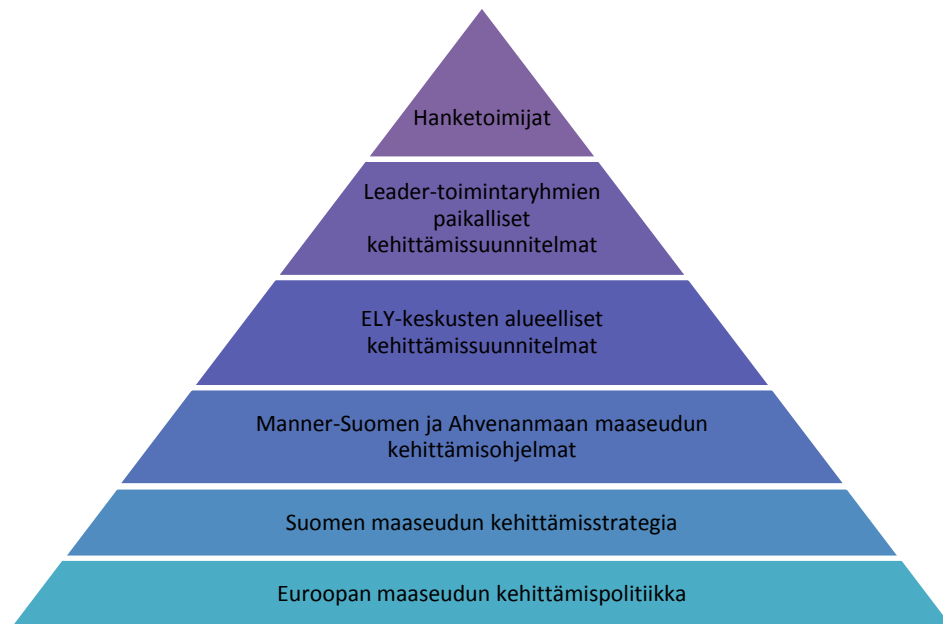 Hanketoimijat
Leader-toimintaryhmien
paikalliset
kehittämissuunnitelmat
ELY-keskusten alueelliset
kehittämissuunnitelmat
Manner-Suomen ja Ahvenanmaan maaseudun
kehittämisohjelmat
Suomen maaseudun kehittämisstrategia
Euroopan maaseudun kehittämispolitiikka